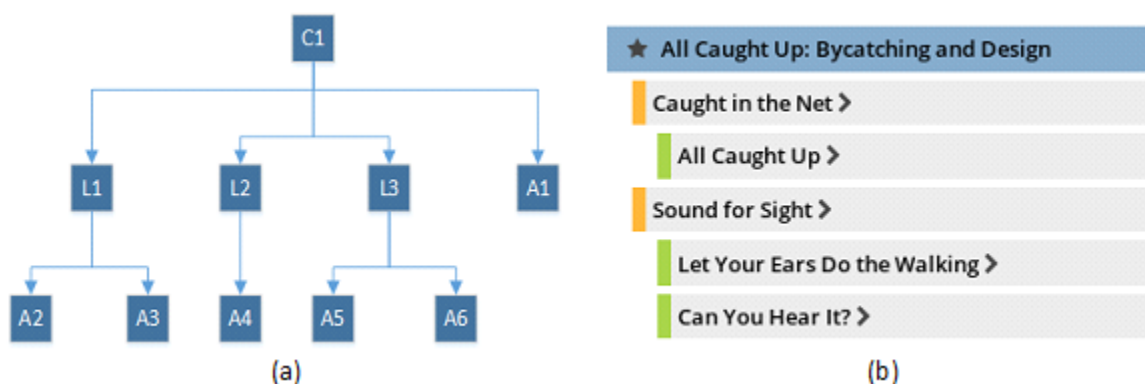 C1
L1 L2 L3 A1
A2 A3 A4 A5 A6
(a)
All Caught Up: Bycatching and Design
Caught in the Net
All Caught Up
Sound for Sight
Let Your Ears Do the Walking
Can You Hear It?
(b)